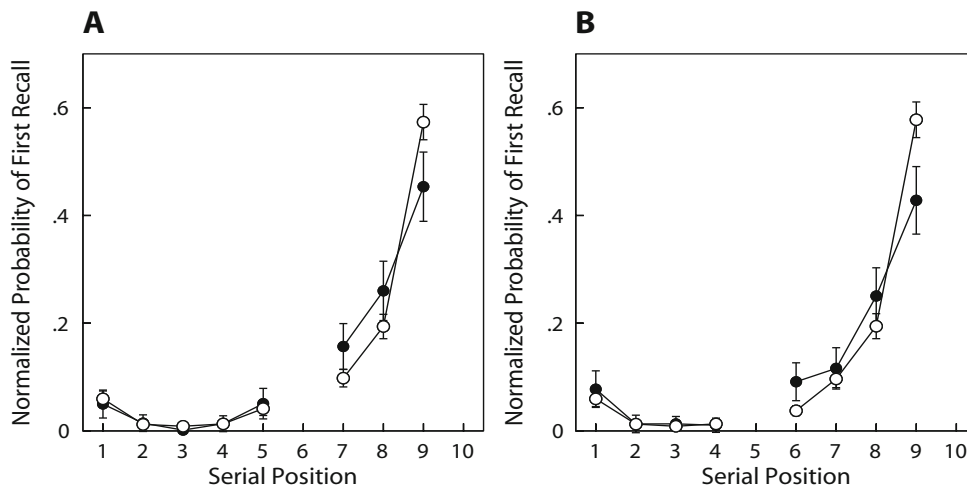 A
B
Normalized Probability of First Recall
.6
.4
.2
0
1 2 3 4 5 6 7 8 9 10
Serial Position
Normalized Probability of First Recall
.6
.4
.2
0
1 2 3 4 5 6 7 8 9 10
Serial Position